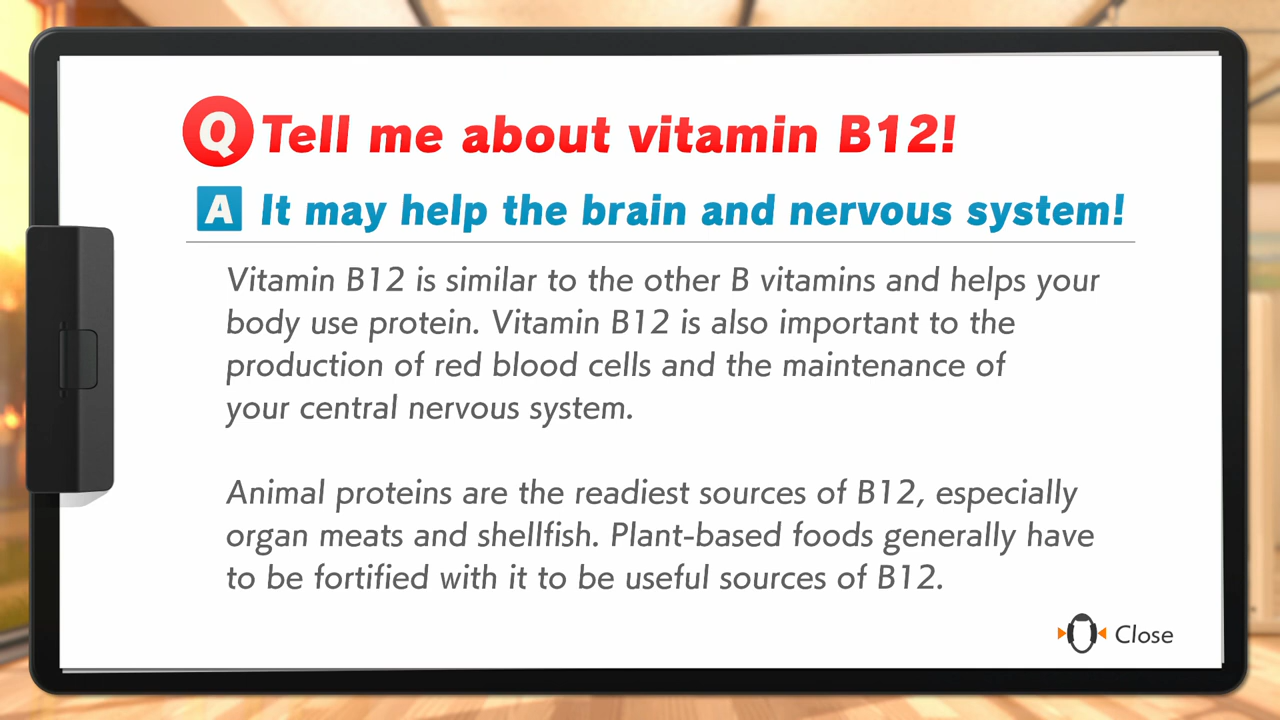 Q Tell me about vitamin B12!
A It may help the brain and nervous system!
Vitamin B12 is similar to the other B vitamins and helps your
body use protein. Vitamin B12 is also important to the
production of red blood cells and the maintenance of
your central nervous system.
Animal proteins are the readiest sources of B12, especially
organ meats and shellfish. Plant-based foods generally have
to be fortified with it to be useful sources of B12.
Close